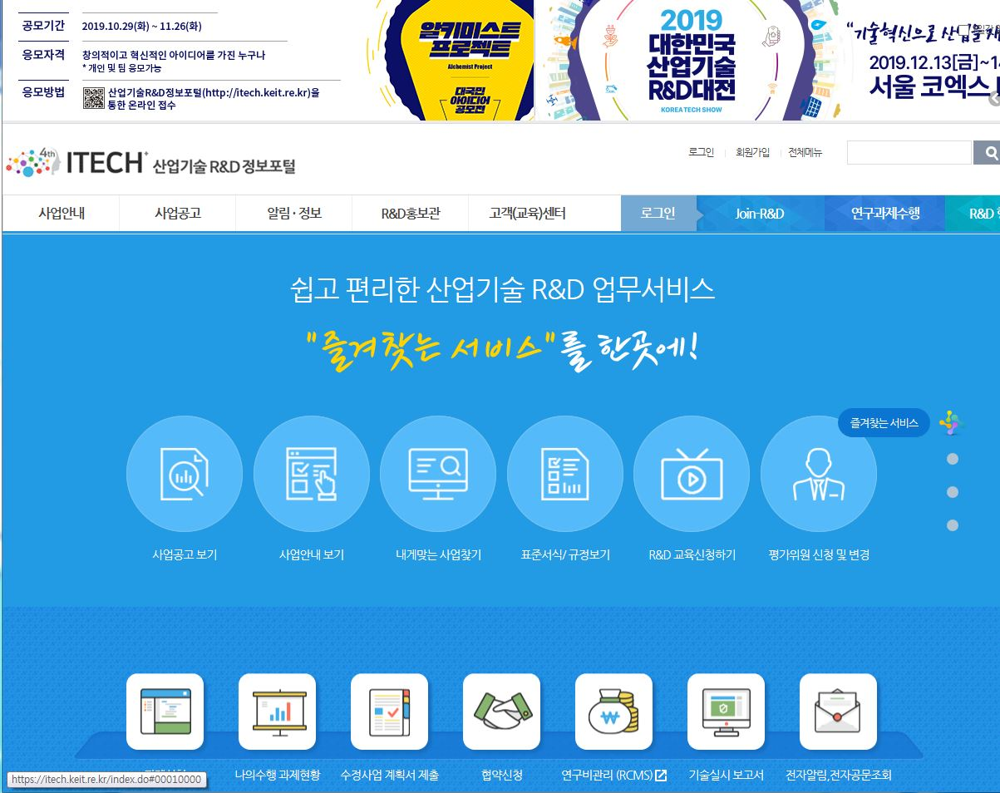 공모기간
2019.10.29(화) ~ 11.26(화)
응모자격
창의적이고 혁신적인 아이디어를 가진 누구나
* 개인 및 팀 응모가능
응모방법
산업기술R&D정보포털(http://itech.keit.re.kr)을
통한 온라인 접수
알키미스트
프로젝트
Alchemist Project
대국민
아이디어
공모전
2019
대한민국
산업기술
R&D대전
KOREA TECH SHOW
"기술혁신으로 산업을
2019.12.13[금]~1
서울 코엑스
4th ITECH+ 산업기술 R&D 정보포털
로그인 회원가입 전체메뉴
사업안내 사업공고 알림·정보 R&D홍보관 고객(교육)센터 로그인 Join-R&D 연구과제수행 R&D
쉽고 편리한 산업기술 R&D 업무서비스
"즐겨찾는 서비스"를 한곳에!
즐겨찾는 서비스
사업공고 보기 사업안내 보기 내게맞는 사업찾기 표준서식/규정보기 R&D 교육신청하기 평가위원 신청 및 변경
나의수행 과제현황 수정사업 계획서 제출 협약신청 연구비관리 (RCMS) 기술실시 보고서 전자알림,전자공문조회
https://itech.keit.re.kr/index.do#00010000